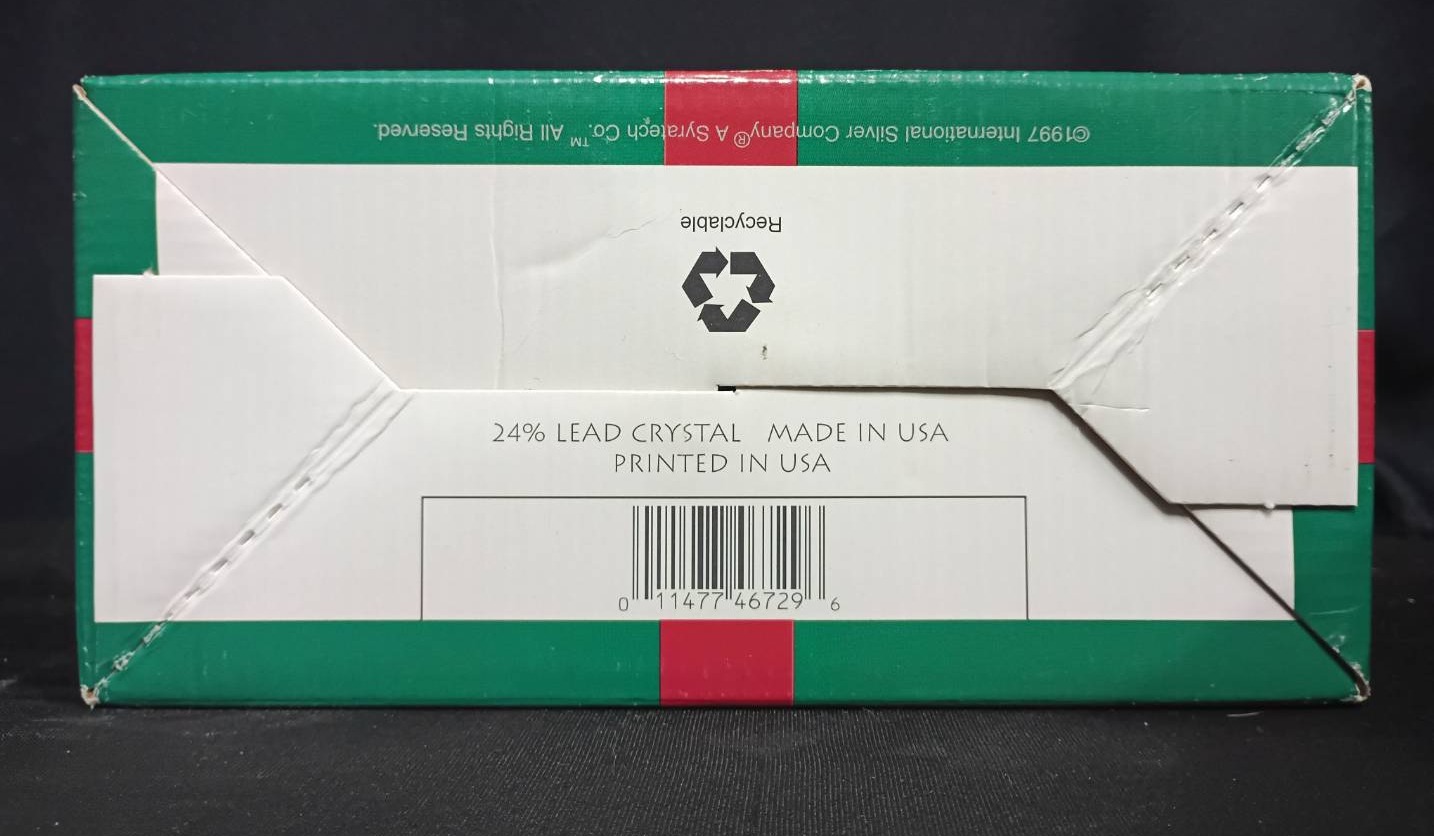 ©1997 International Silver Company® A Syratech Co.™ All Rights Reserved.
Recyclable
24% LEAD CRYSTAL MADE IN USA
PRINTED IN USA
0 11477 46729 6